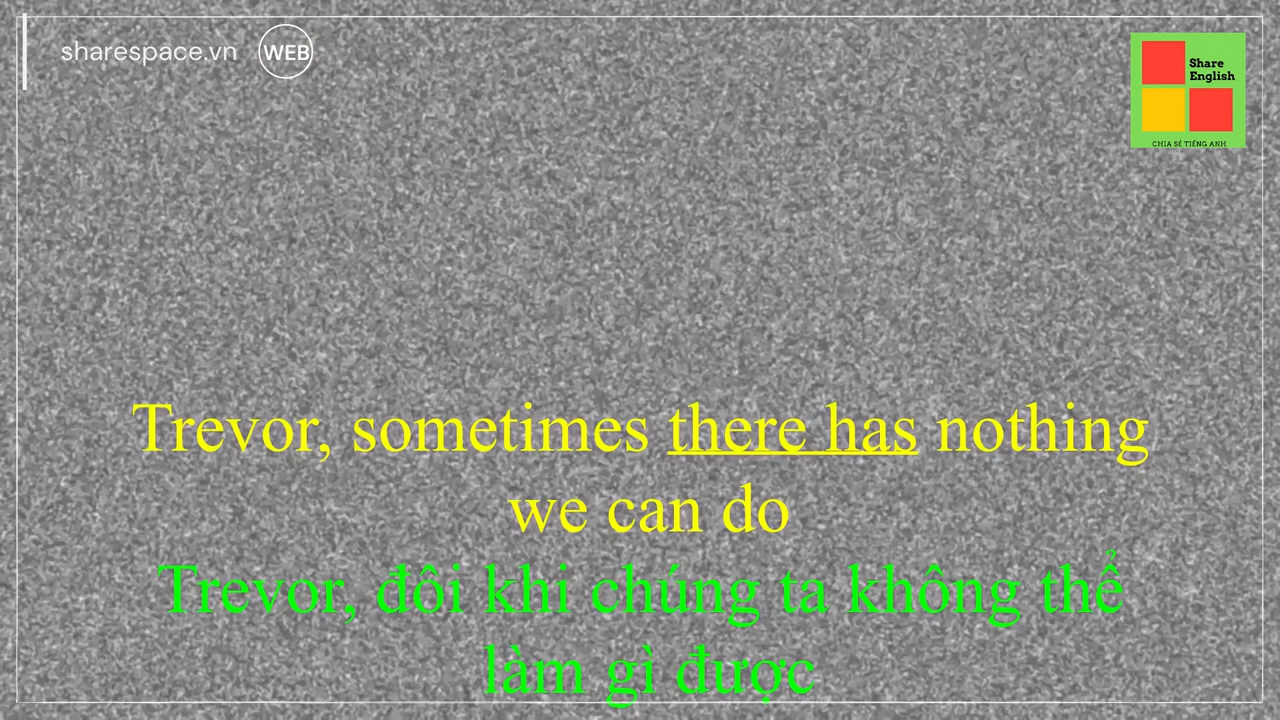 sharespace.vn WEB
Share
English
CHIA SẺ TIẾNG ANH
Trevor, sometimes there has nothing
we can do
Trevor, đôi khi chúng ta không thể
làm gì được